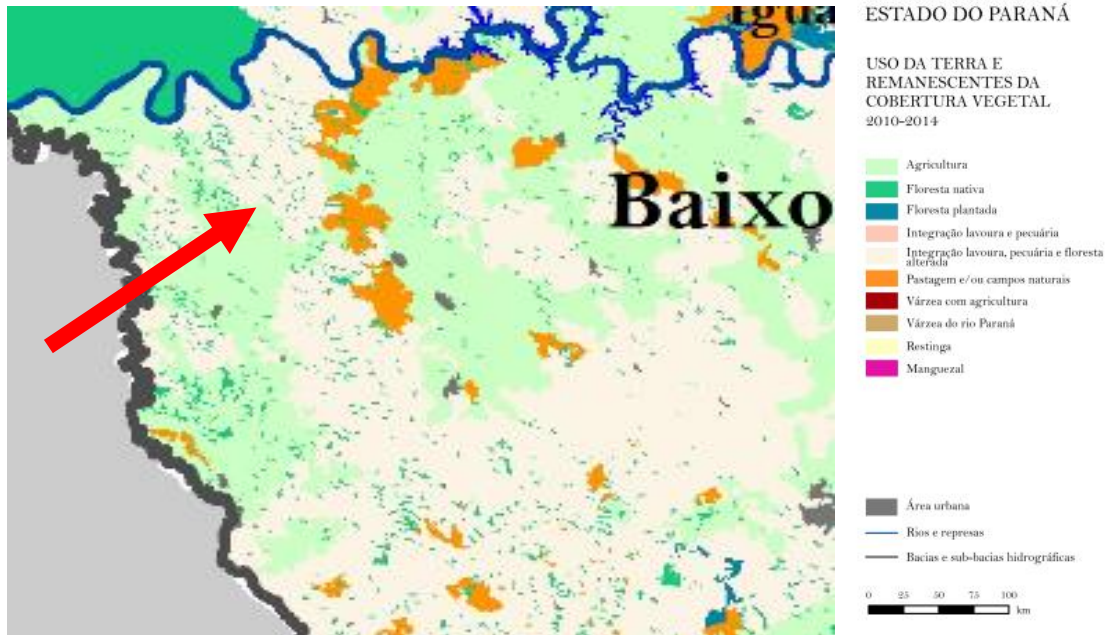 Igua
Baixo
ESTADO DO PARANÁ
USO DA TERRA E
REMANESCENTES DA
COBERTURA VEGETAL
2010-2014
Agricultura
Floresta nativa
Floresta plantada
Integração lavoura e pecuária
Integração lavoura, pecuária e floresta
alterada
Pastagem e/ou campos naturais
Várzea com agricultura
Várzea do rio Paraná
Restinga
Manguezal
Área urbana
Rios e represas
Bacias e sub-bacias hidrográficas
0 25 50 75 100
km